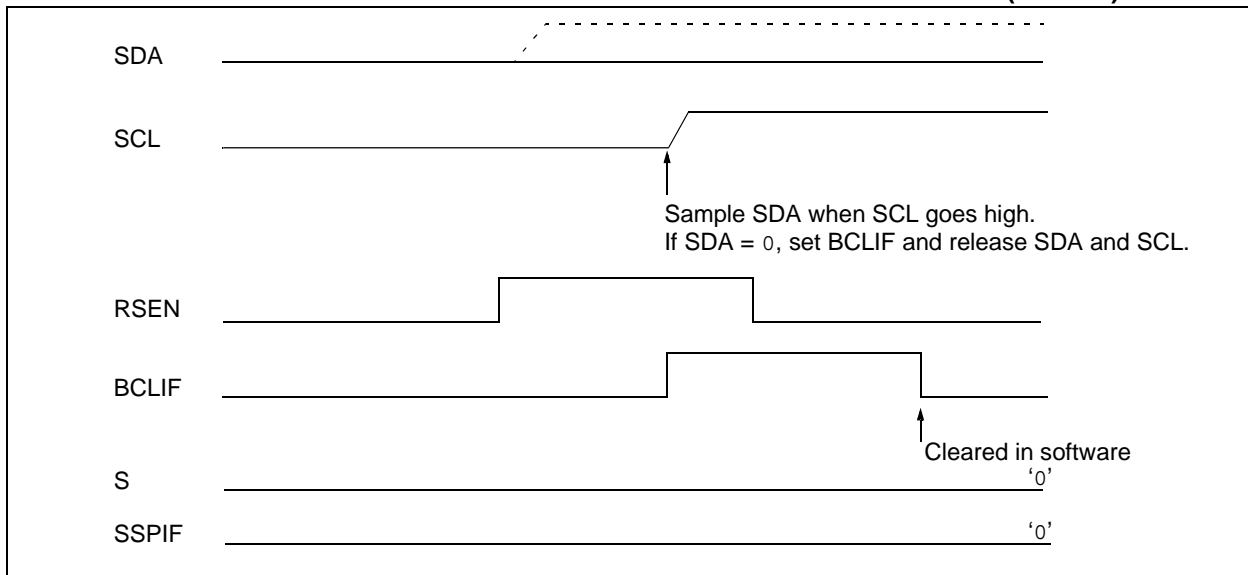 SDA
SCL
Sample SDA when SCL goes high.
If SDA = 0, set BCLIF and release SDA and SCL.
RSEN
BCLIF
Cleared in software
S
‘0’
SSPIF
‘0’